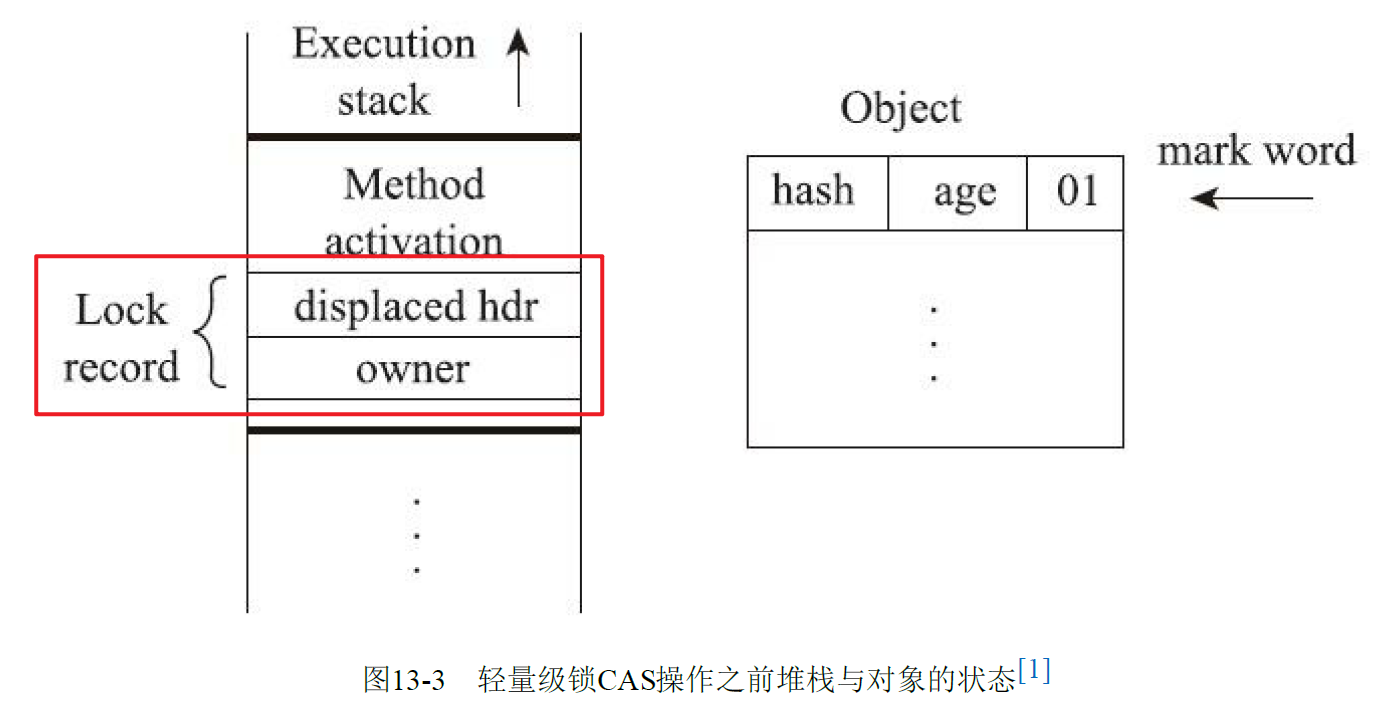 Execution
stack
Method
activation
Lock
record
displaced hdr
owner
Object
hash age 01
mark word
图13-3 轻量级锁CAS操作之前堆栈与对象的状态[1]